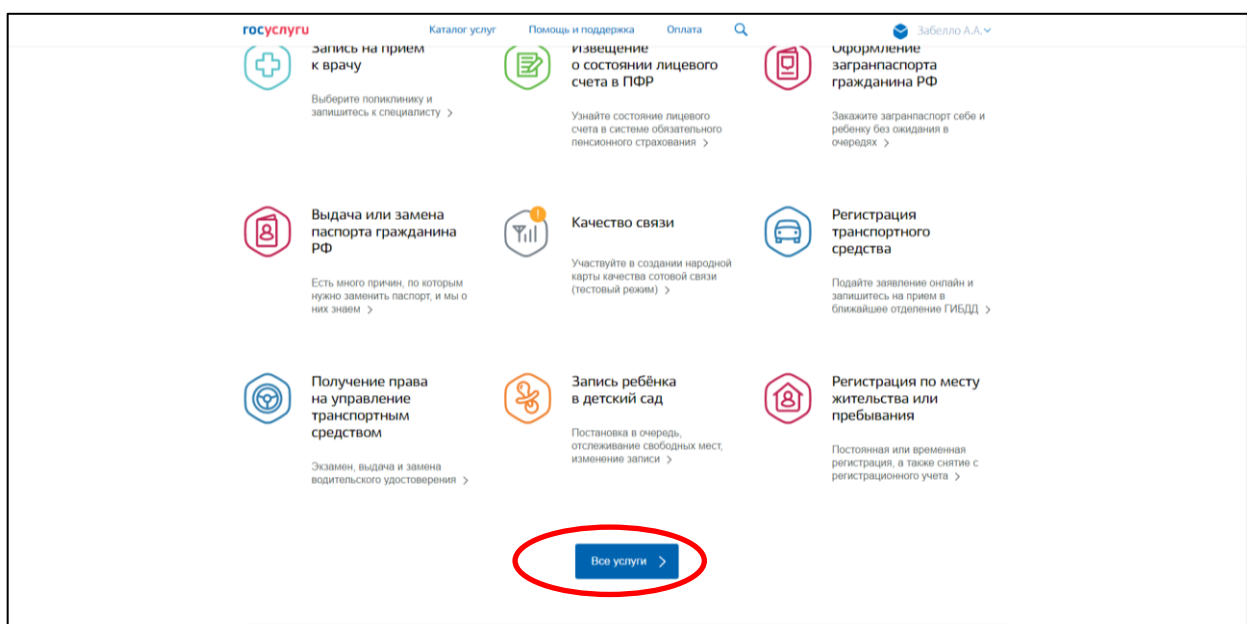 госуслуги Каталог услуг Помощь и поддержка Оплата Забелло А.А.
Запись на прием
к врачу
Выберите поликлинику и
запишитесь к специалисту >
Извещение
о состоянии лицевого
счета в ПФР
Узнайте состояние лицевого
счета в системе обязательного
пенсионного страхования >
Оформление
загранпаспорта
гражданина РФ
Закажите загранпаспорт себе и
ребенку без ожидания в
очередях >
Выдача или замена
паспорта гражданина
РФ
Есть много причин, по которым
нужно заменить паспорт, и мы о
них знаем >
Качество связи
Участвуйте в создании народной
карты качества сотовой связи
(тестовый режим) >
Регистрация
транспортного
средства
Подайте заявление онлайн и
запишитесь на прием в
ближайшее отделение ГИБДД >
Получение права
на управление
транспортным
средством
Экзамен, выдача и замена
водительского удостоверения >
Запись ребёнка
в детский сад
Постановка в очередь,
отслеживание свободных мест,
изменение записи >
Регистрация по месту
жительства или
пребывания
Постоянная или временная
регистрация, а также снятие с
регистрационного учета >
Все услуги >